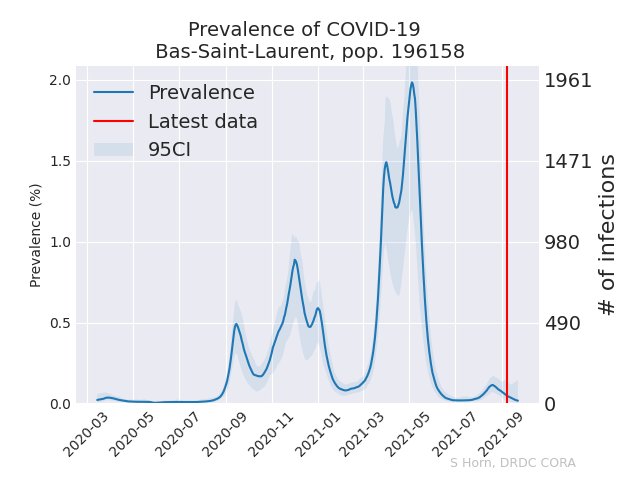 Prevalence of COVID-19
Bas-Saint-Laurent, pop. 196158
Prevalence
Latest data
95CI
Prevalence (%)
2.0
1.5
1.0
0.5
0.0
1961
1471
980
490
0
# of infections
2020-03
2020-05
2020-07
2020-09
2020-11
2021-01
2021-03
2021-05
2021-07
2021-09
S Horn, DRDC CORA